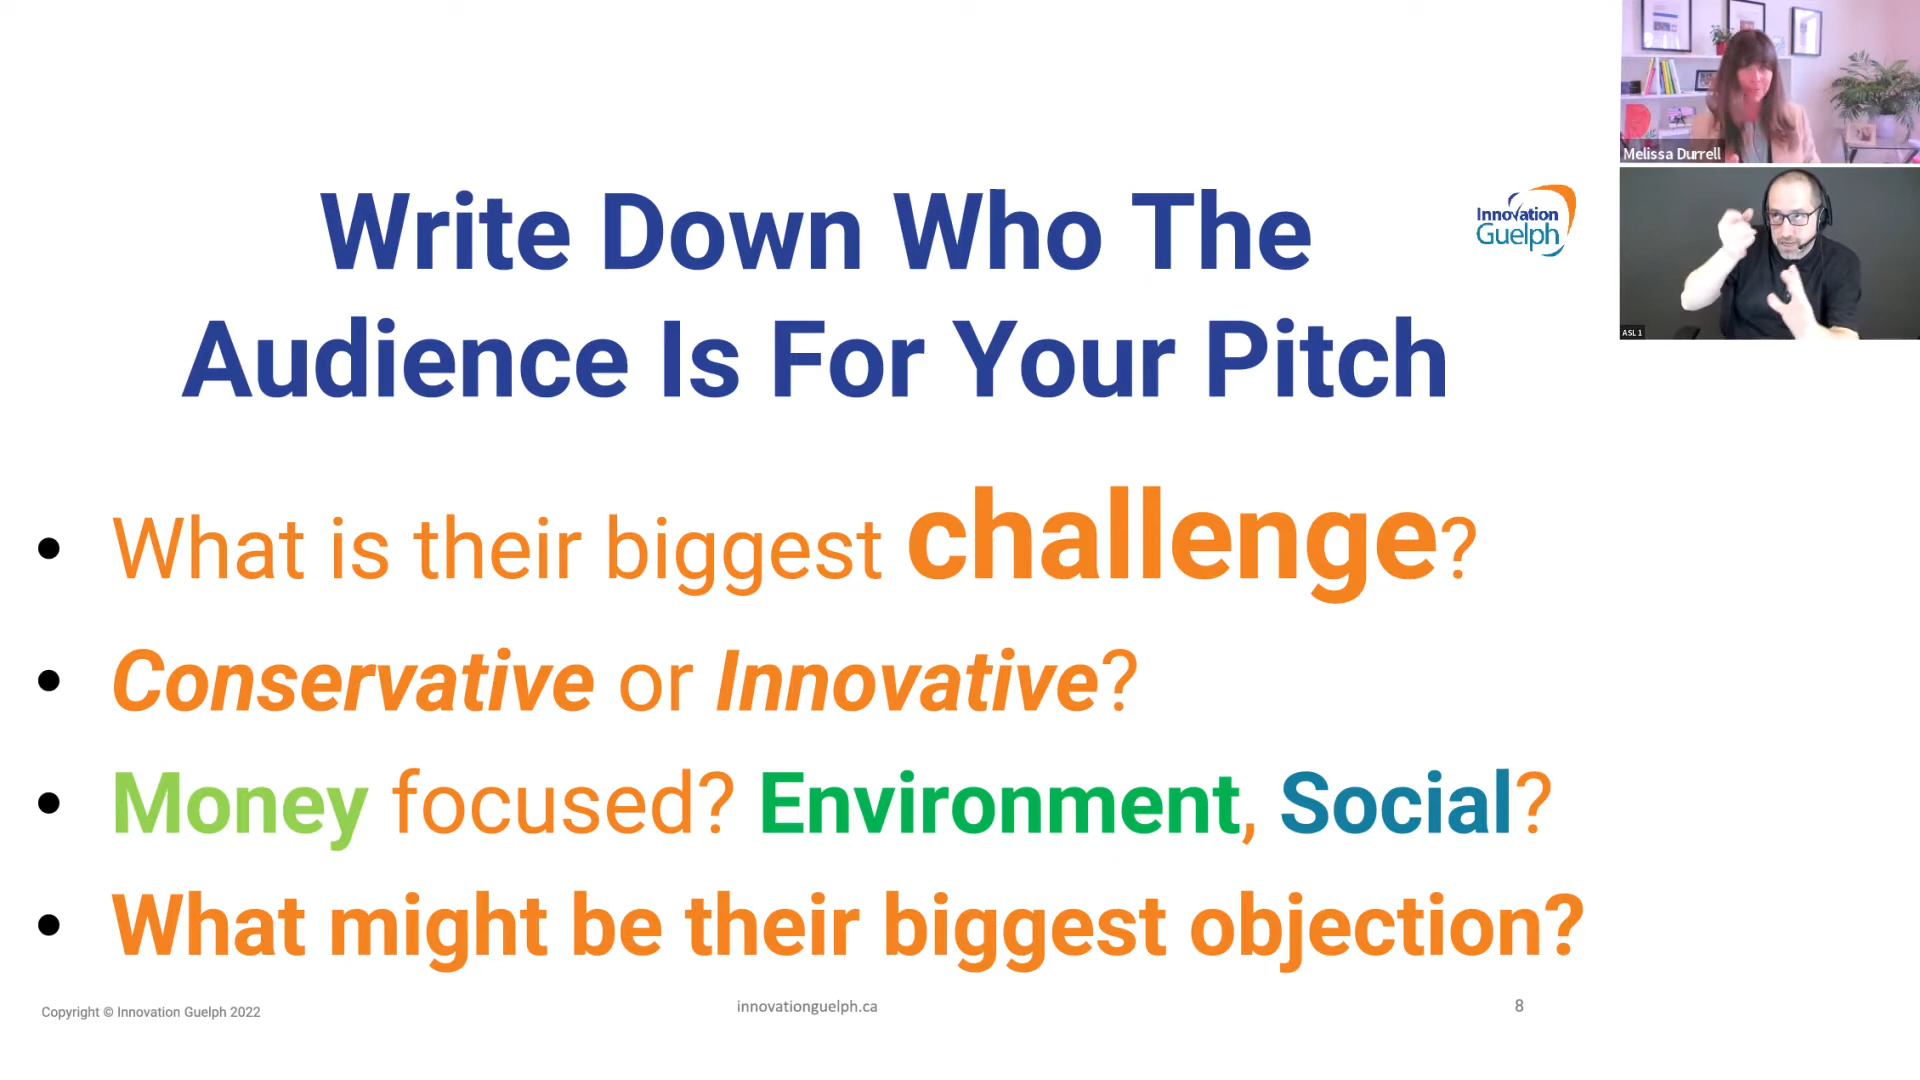 Write Down Who The
Audience Is For Your Pitch
Innovation
Guelph
• What is their biggest challenge?
• Conservative or Innovative?
• Money focused? Environment, Social?
• What might be their biggest objection?
Copyright © Innovation Guelph 2022
innovationguelph.ca
8
Melissa Durrell
ASL 1